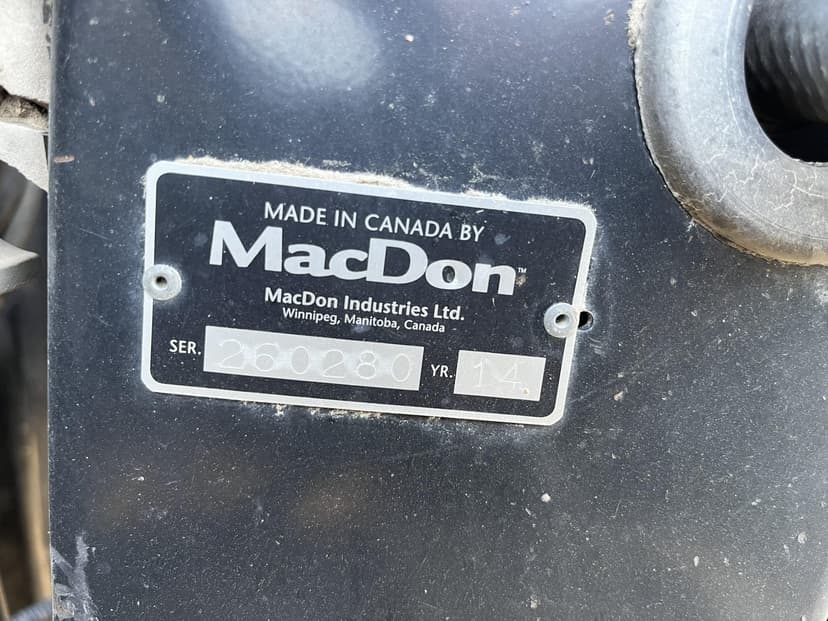 MADE IN CANADA BY
MacDon™
MacDon Industries Ltd.
Winnipeg, Manitoba, Canada
SER. 260280 YR. 14